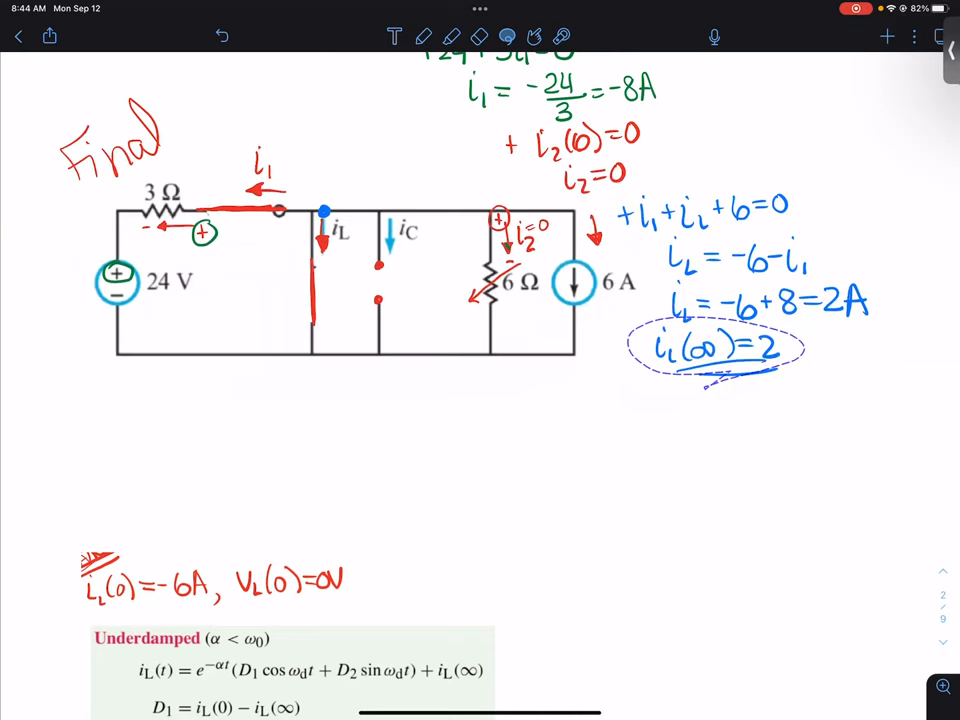 8:44 AM Mon Sep 12
82%
+24+3i₁=0
i₁ = -24/3 = -8A
+ i₂(6)=0
i₂=0
Final
i₁
3 Ω
- +
iL
iC
+ i₂=0 -
+
-
24 V
6 Ω
6 A
+i₁+iL+6=0
iL = -6-i₁
iL = -6+8=2A
iL(∞)=2
2
/
9
iL(0)=-6A, VL(0)=0V
Underdamped (α < ω₀)
iL(t) = e^−αt (D₁ cos ωdt + D₂ sin ωdt) + iL(∞)
D₁ = iL(0) − iL(∞)